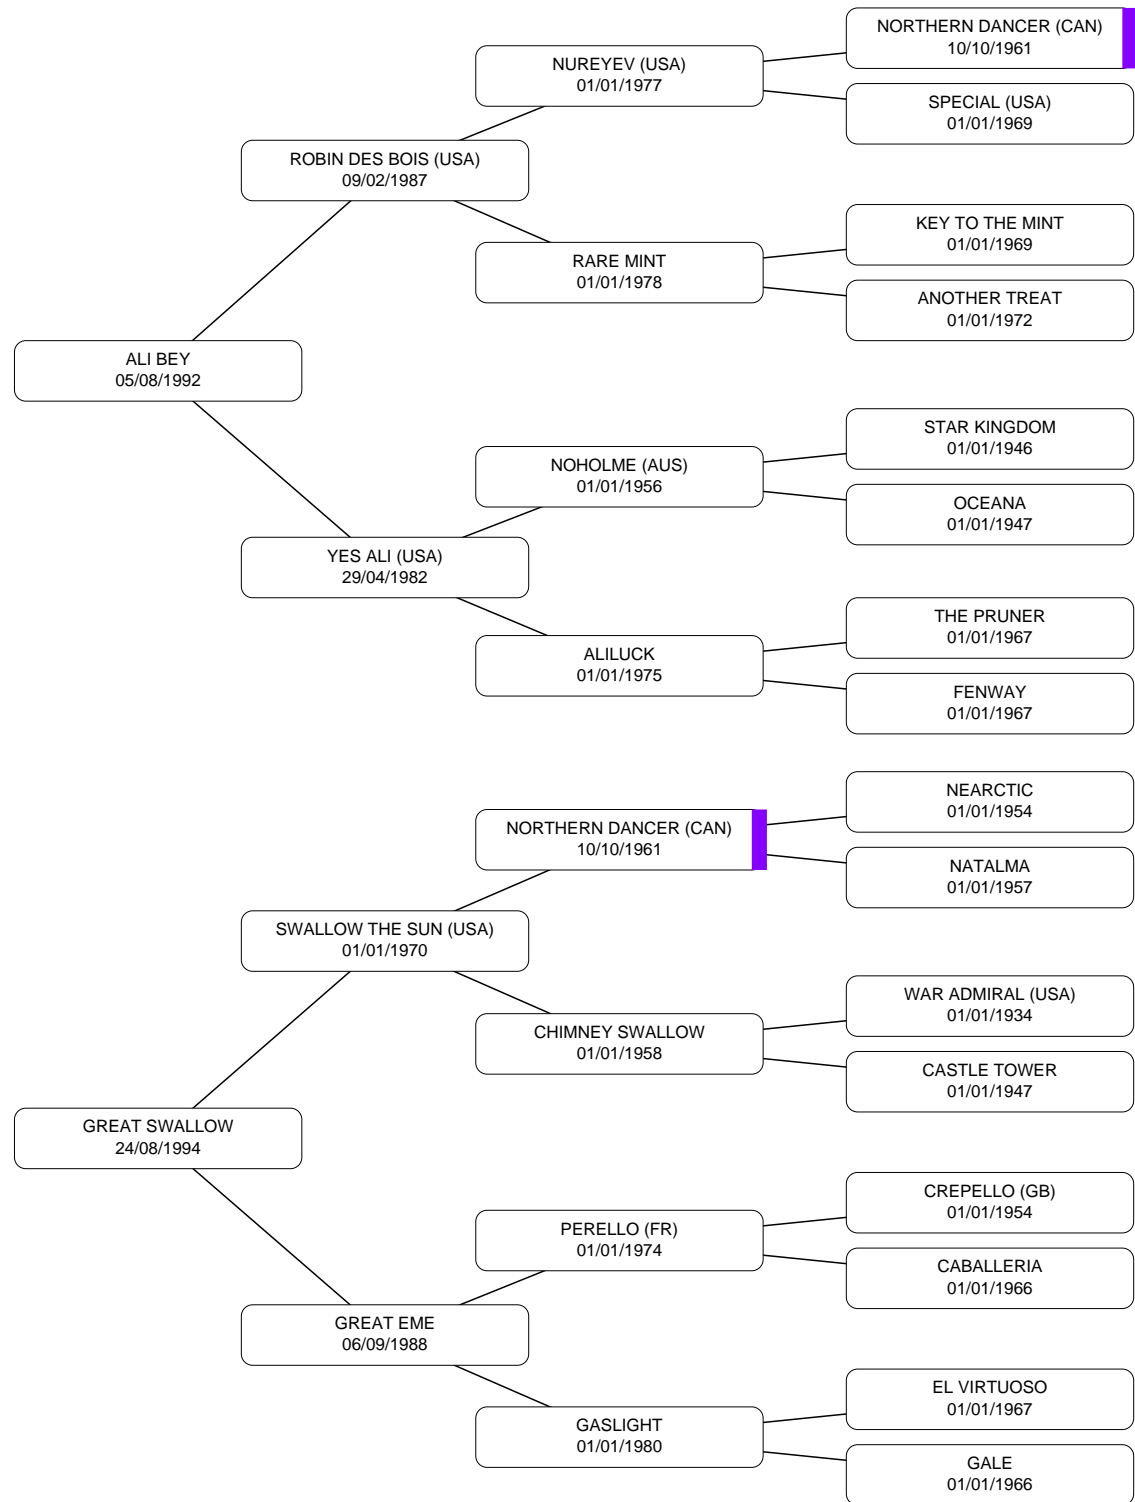 NORTHERN DANCER (CAN)
10/10/1961
NUREYEV (USA)
01/01/1977
SPECIAL (USA)
01/01/1969
ROBIN DES BOIS (USA)
09/02/1987
KEY TO THE MINT
01/01/1969
RARE MINT
01/01/1978
ANOTHER TREAT
01/01/1972
ALI BEY
05/08/1992
STAR KINGDOM
01/01/1946
NOHOLME (AUS)
01/01/1956
OCEANA
01/01/1947
YES ALI (USA)
29/04/1982
THE PRUNER
01/01/1967
ALILUCK
01/01/1975
FENWAY
01/01/1967
NEARCTIC
01/01/1954
NORTHERN DANCER (CAN)
10/10/1961
NATALMA
01/01/1957
SWALLOW THE SUN (USA)
01/01/1970
WAR ADMIRAL (USA)
01/01/1934
CHIMNEY SWALLOW
01/01/1958
CASTLE TOWER
01/01/1947
GREAT SWALLOW
24/08/1994
CREPELLO (GB)
01/01/1954
PERELLO (FR)
01/01/1974
CABALLERIA
01/01/1966
GREAT EME
06/09/1988
EL VIRTUOSO
01/01/1967
GASLIGHT
01/01/1980
GALE
01/01/1966